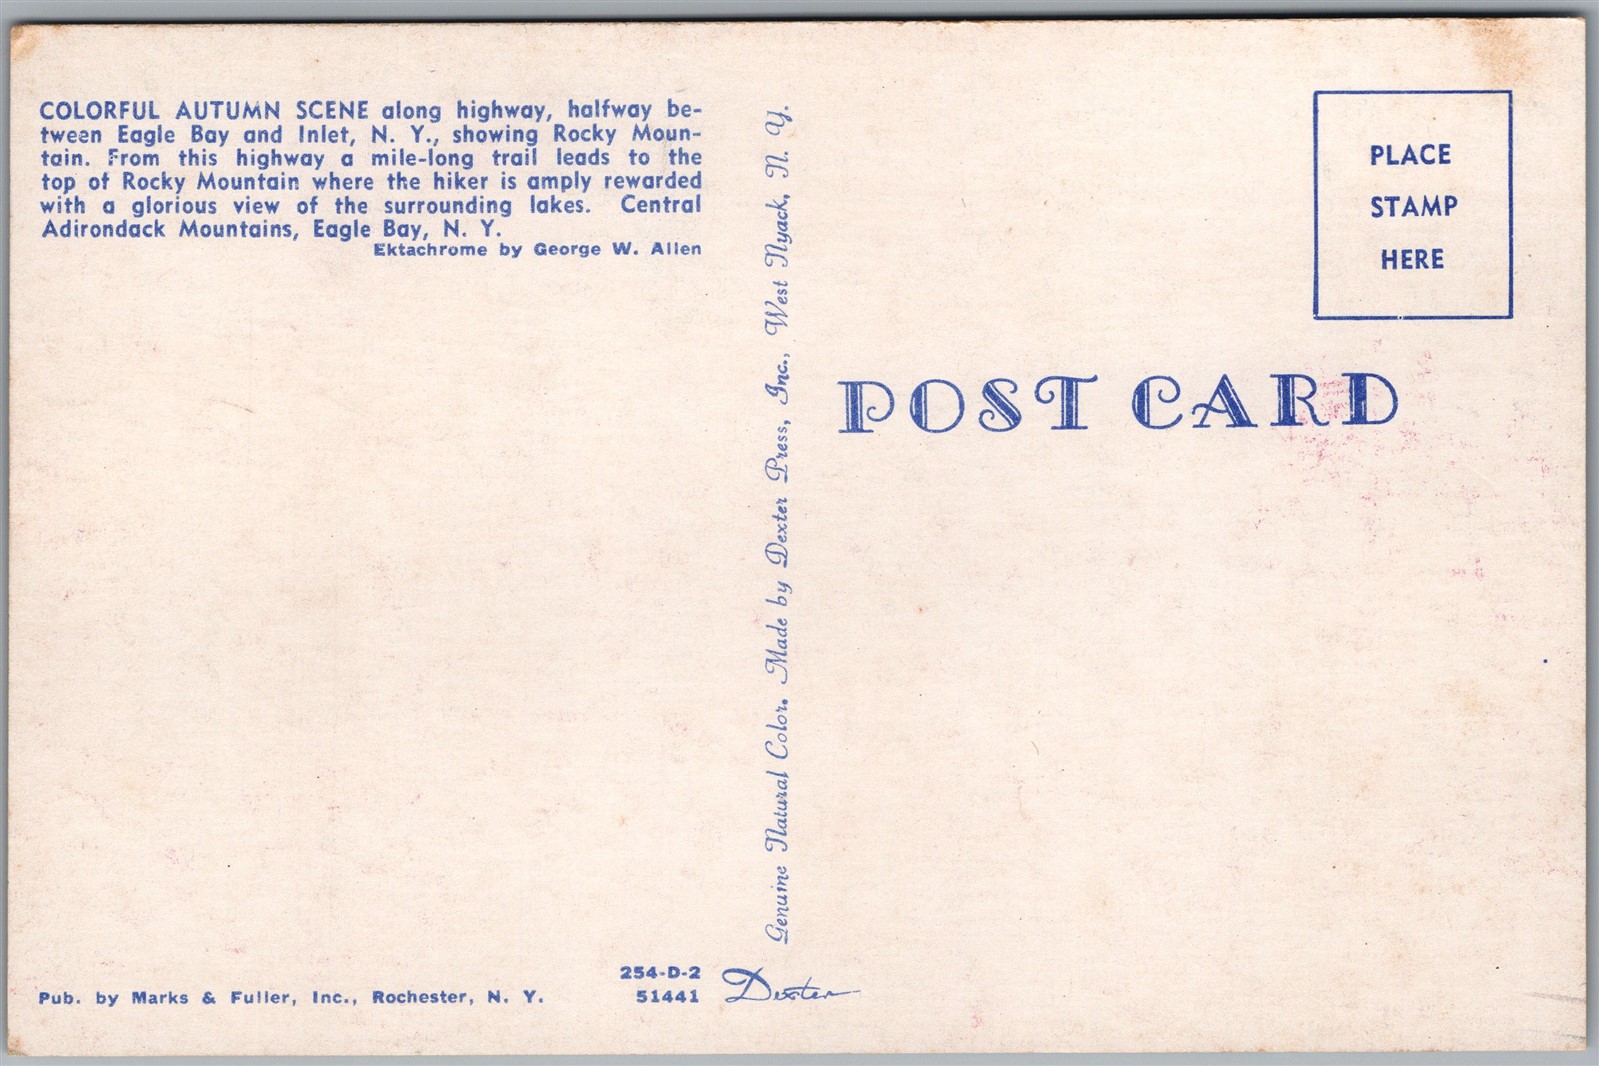 COLORFUL AUTUMN SCENE along highway, halfway be-
tween Eagle Bay and Inlet, N. Y., showing Rocky Moun-
tain. From this highway a mile-long trail leads to the
top of Rocky Mountain where the hiker is amply rewarded
with a glorious view of the surrounding lakes. Central
Adirondack Mountains, Eagle Bay, N. Y.
Ektachrome by George W. Allen
Pub. by Marks & Fuller, Inc., Rochester, N. Y.
254-D-2
51441
Dexter
Genuine Natural Color. Made by Dexter Press, Inc., West Nyack, N. Y.
PLACE
STAMP
HERE
POST CARD